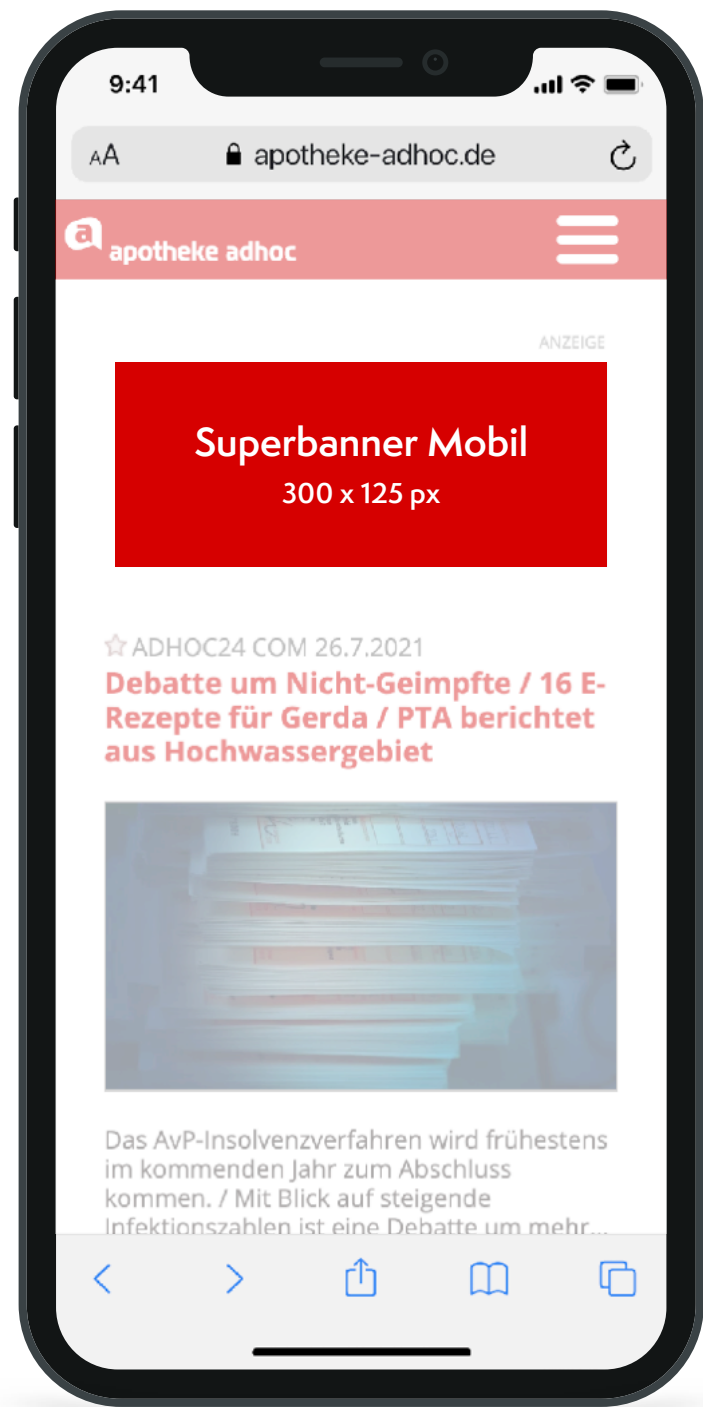 9:41
AA apotheke-adhoc.de
a apotheke adhoc
ANZEIGE
Superbanner Mobil
300 x 125 px
ADHOC24 COM 26.7.2021
Debatte um Nicht-Geimpfte / 16 E-
Rezepte für Gerda / PTA berichtet
aus Hochwassergebiet
Das AvP-Insolvenzverfahren wird frühestens
im kommenden Jahr zum Abschluss
kommen. / Mit Blick auf steigende
Infektionszahlen ist eine Debatte um mehr...